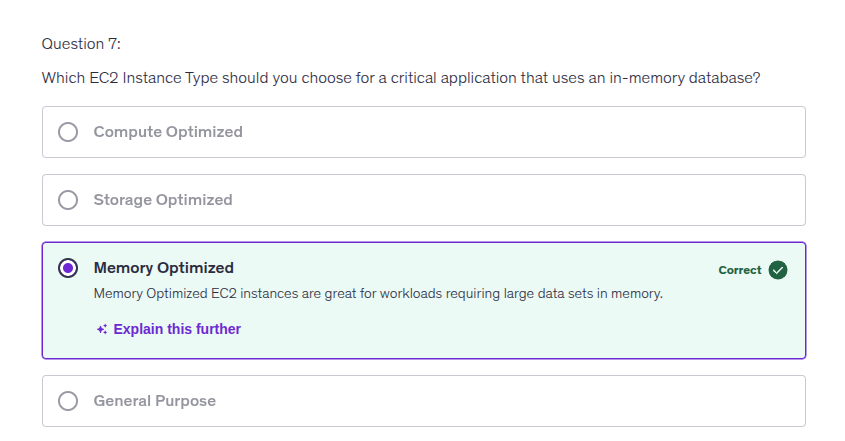 Question 7:
Which EC2 Instance Type should you choose for a critical application that uses an in-memory database?
Compute Optimized
Storage Optimized
Memory Optimized
Correct
Memory Optimized EC2 instances are great for workloads requiring large data sets in memory.
Explain this further
General Purpose